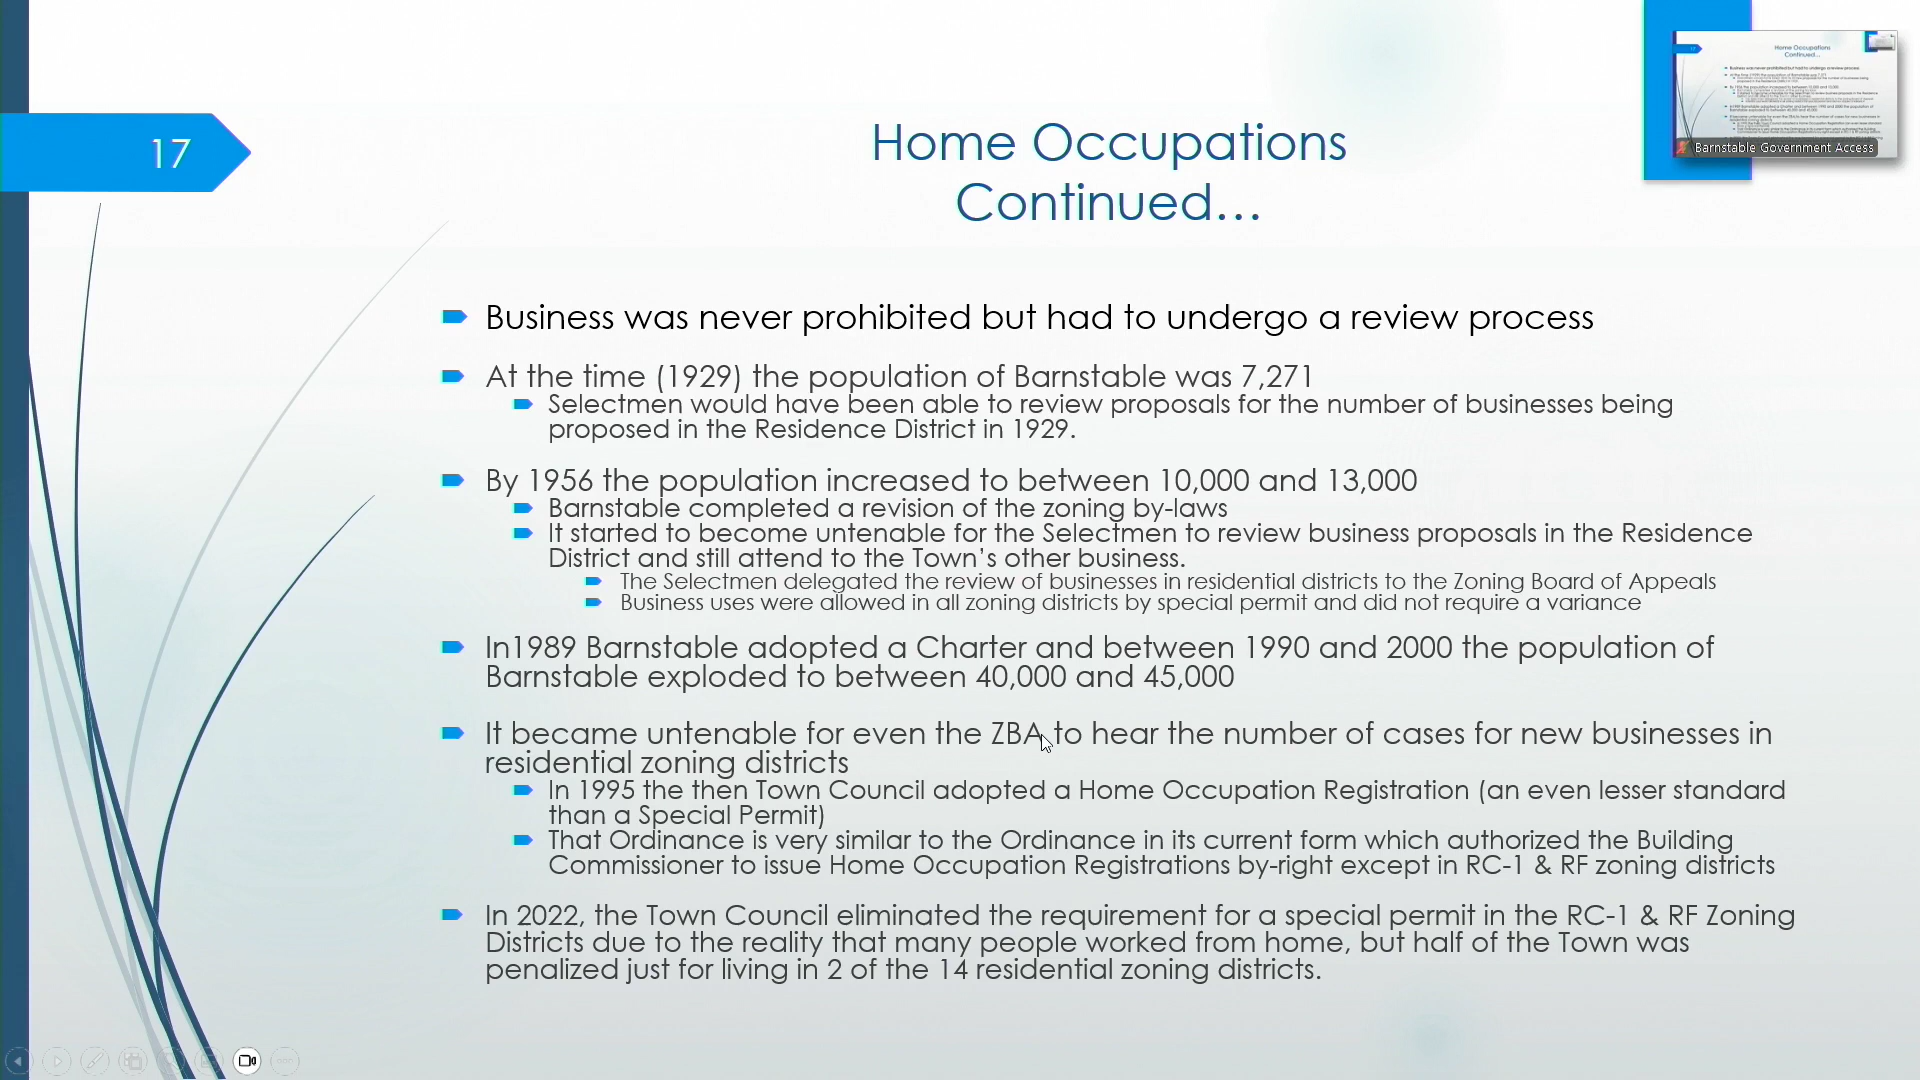 17
Home Occupations
Continued...
Barnstable Government Access
Business was never prohibited but had to undergo a review process
At the time (1929) the population of Barnstable was 7,271
Selectmen would have been able to review proposals for the number of businesses being
proposed in the Residence District in 1929.
By 1956 the population increased to between 10,000 and 13,000
Barnstable completed a revision of the zoning by-laws
It started to become untenable for the Selectmen to review business proposals in the Residence
District and still attend to the Town’s other business.
The Selectmen delegated the review of businesses in residential districts to the Zoning Board of Appeals
Business uses were allowed in all zoning districts by special permit and did not require a variance
In1989 Barnstable adopted a Charter and between 1990 and 2000 the population of
Barnstable exploded to between 40,000 and 45,000
It became untenable for even the ZBA to hear the number of cases for new businesses in
residential zoning districts
In 1995 the then Town Council adopted a Home Occupation Registration (an even lesser standard
than a Special Permit)
That Ordinance is very similar to the Ordinance in its current form which authorized the Building
Commissioner to issue Home Occupation Registrations by-right except in RC-1 & RF zoning districts
In 2022, the Town Council eliminated the requirement for a special permit in the RC-1 & RF Zoning
Districts due to the reality that many people worked from home, but half of the Town was
penalized just for living in 2 of the 14 residential zoning districts.